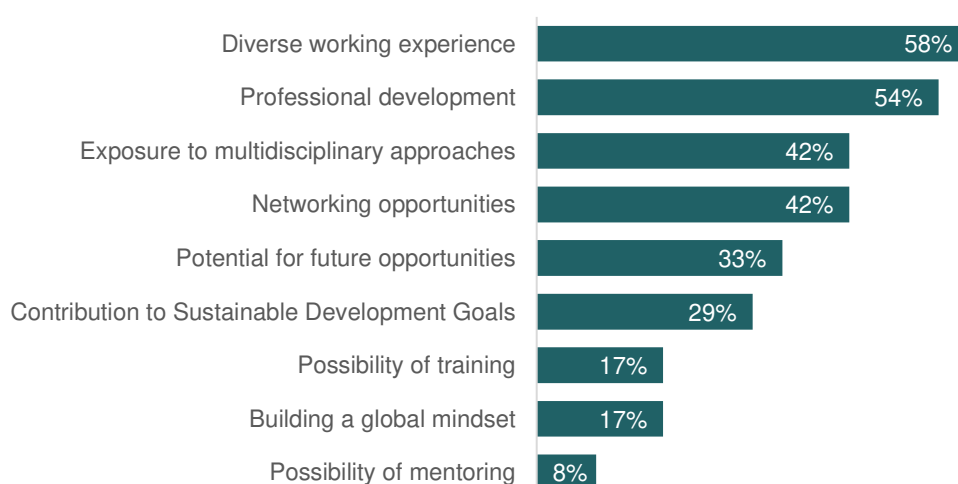 Diverse working experience 58%
Professional development 54%
Exposure to multidisciplinary approaches 42%
Networking opportunities 42%
Potential for future opportunities 33%
Contribution to Sustainable Development Goals 29%
Possibility of training 17%
Building a global mindset 17%
Possibility of mentoring 8%